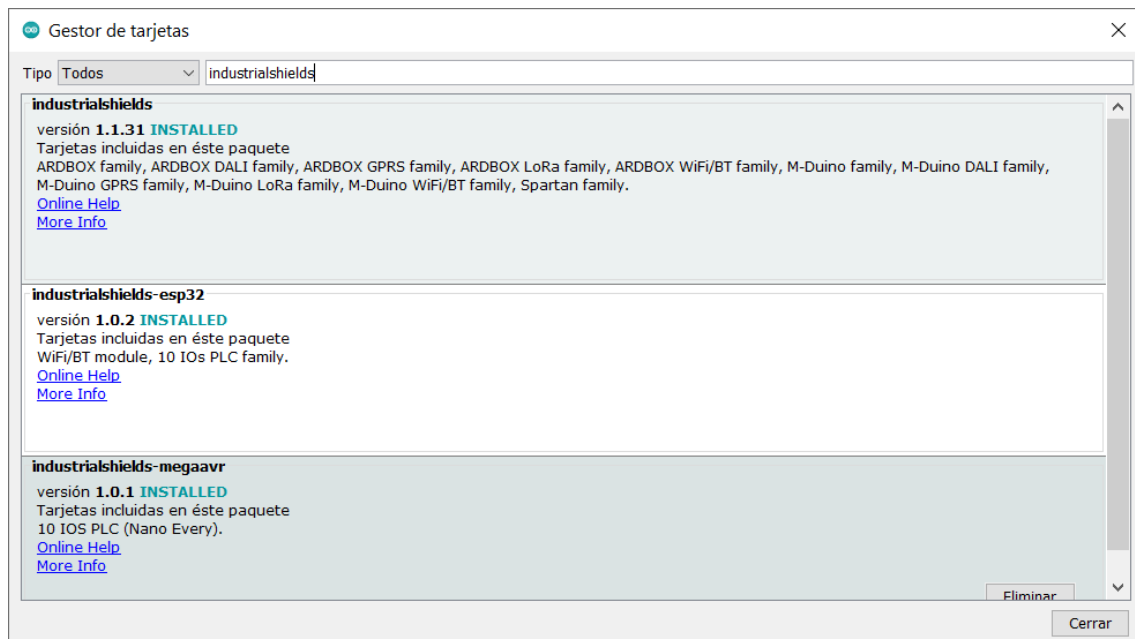 Gestor de tarjetas
Tipo Todos industrialshields
industrialshields
versión 1.1.31 INSTALLED
Tarjetas incluidas en éste paquete
ARDBOX family, ARDBOX DALI family, ARDBOX GPRS family, ARDBOX LoRa family, ARDBOX WiFi/BT family, M-Duino family, M-Duino DALI family,
M-Duino GPRS family, M-Duino LoRa family, M-Duino WiFi/BT family, Spartan family.
Online Help
More Info
industrialshields-esp32
versión 1.0.2 INSTALLED
Tarjetas incluidas en éste paquete
WiFi/BT module, 10 IOs PLC family.
Online Help
More Info
industrialshields-megaavr
versión 1.0.1 INSTALLED
Tarjetas incluidas en éste paquete
10 IOS PLC (Nano Every).
Online Help
More Info
Eliminar
Cerrar